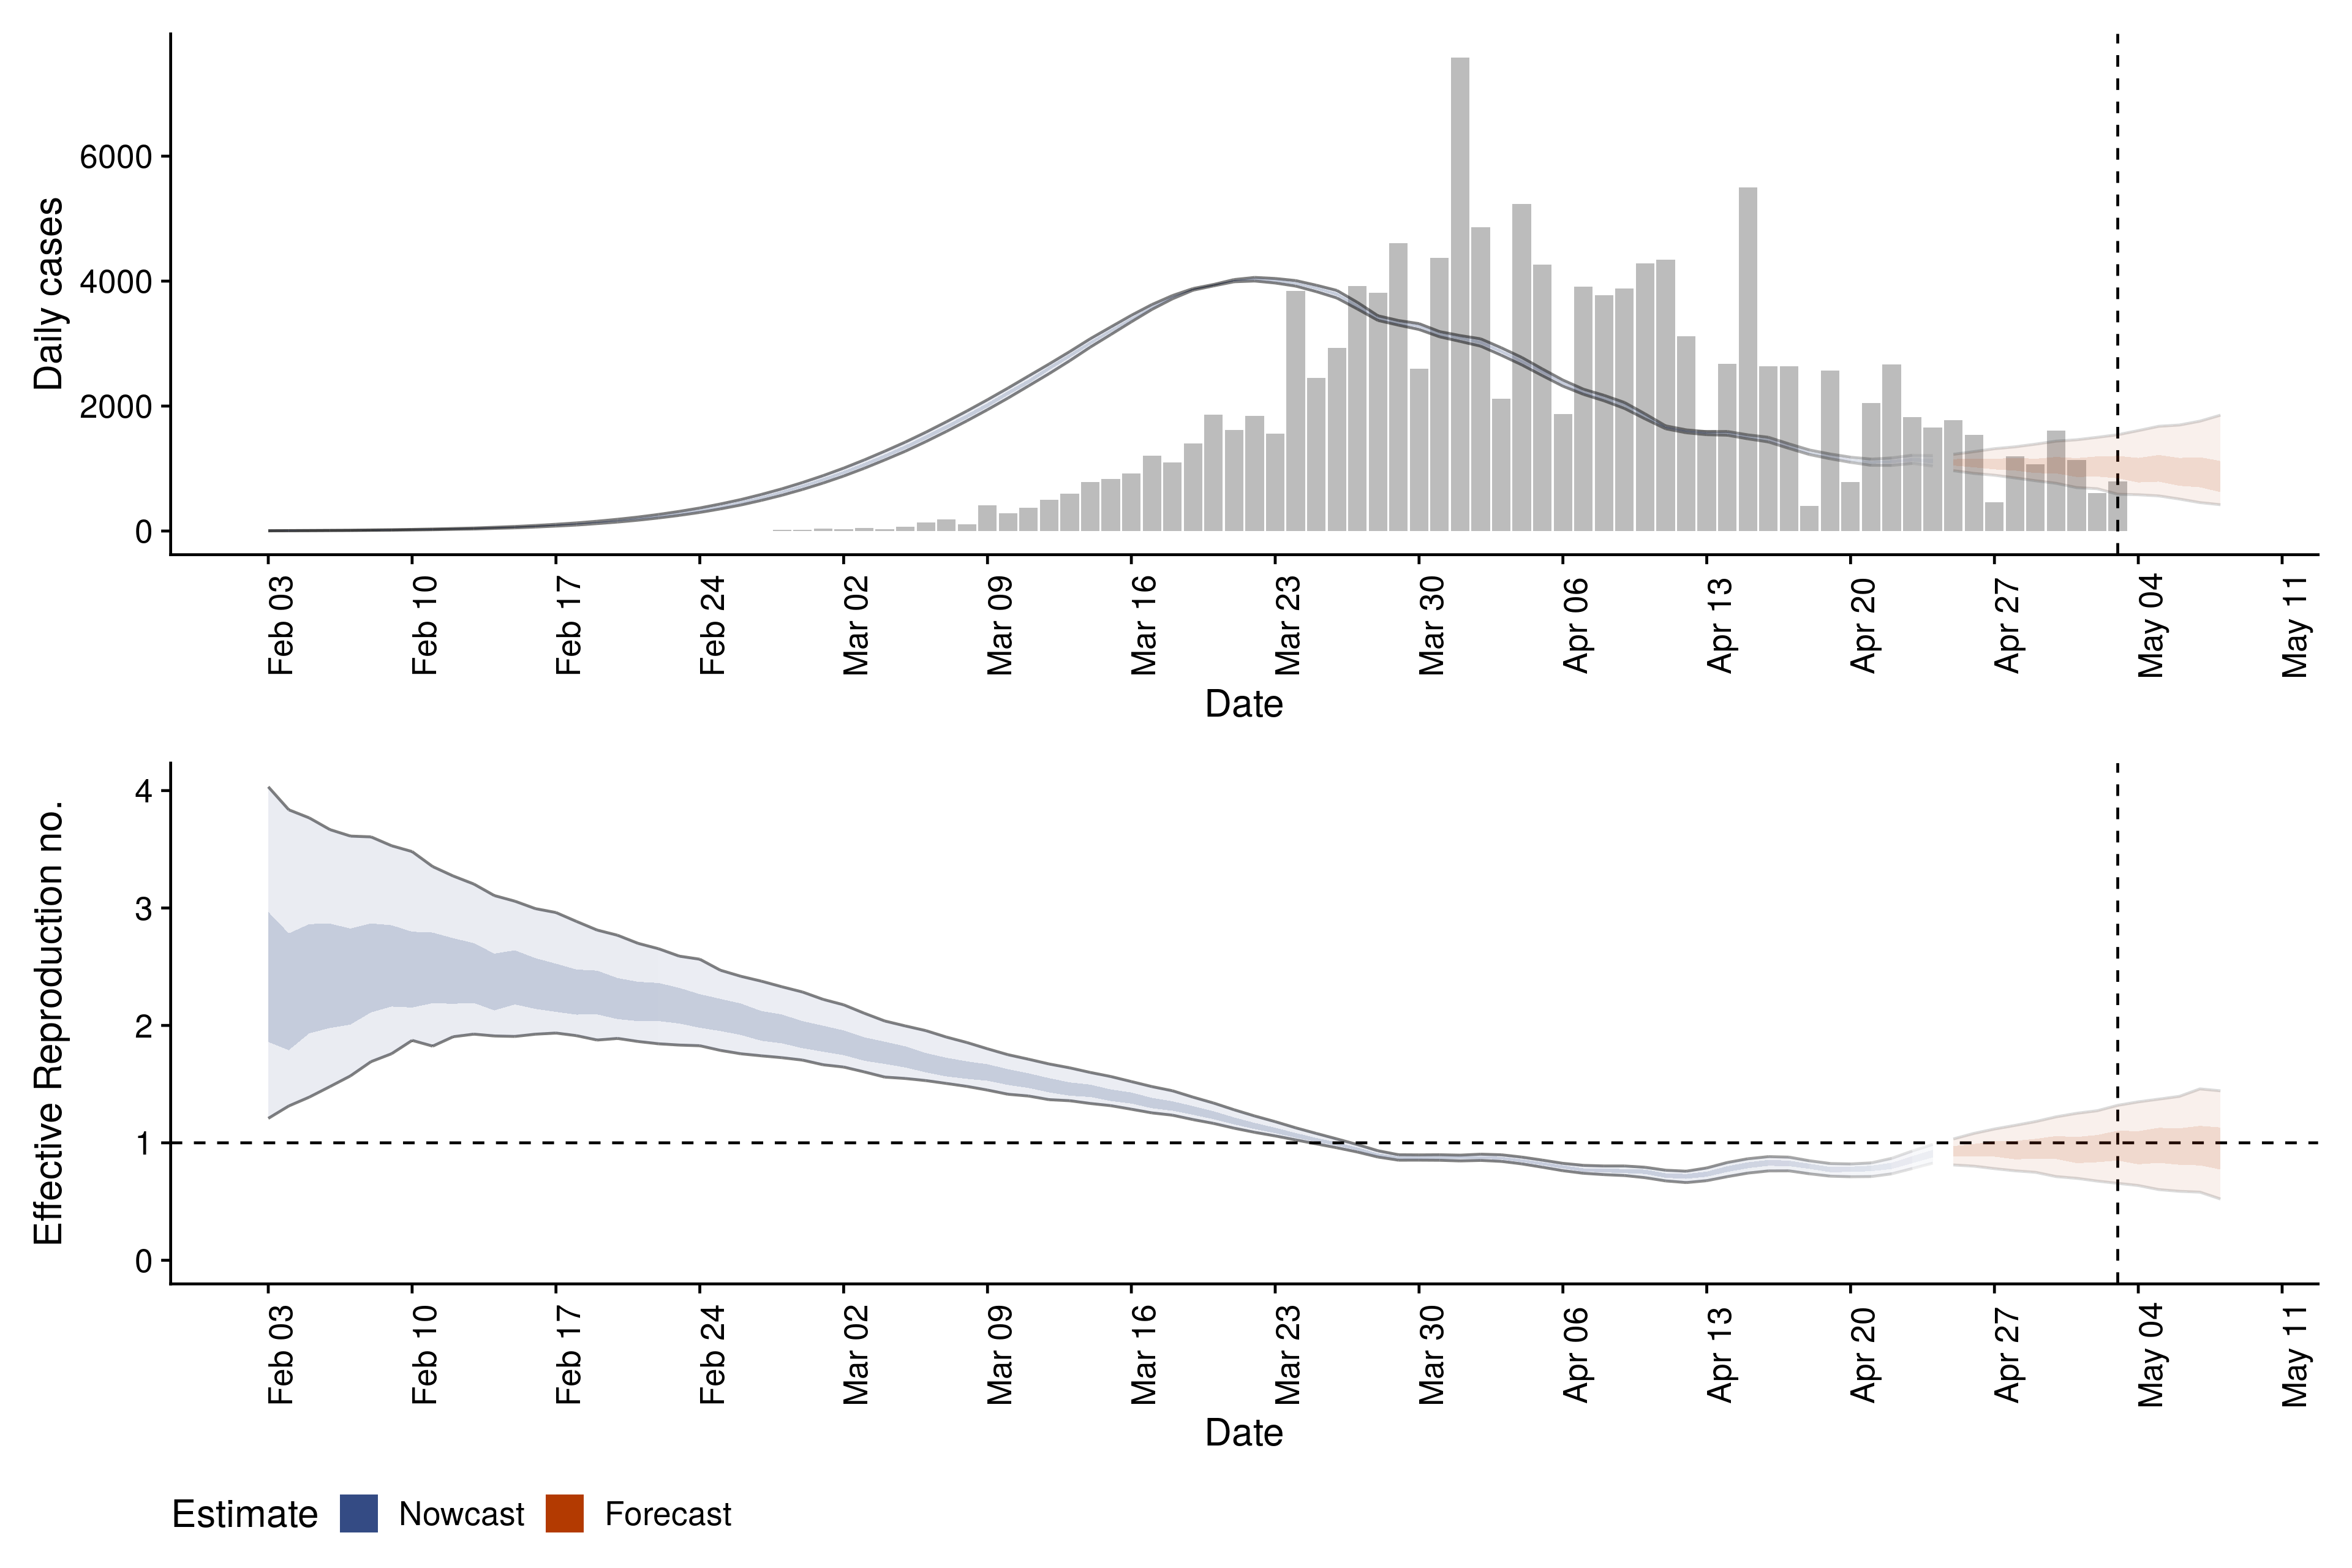 Daily cases
6000
4000
2000
0
Feb 03
Feb 10
Feb 17
Feb 24
Mar 02
Mar 09
Mar 16
Mar 23
Mar 30
Apr 06
Apr 13
Apr 20
Apr 27
May 04
May 11
Date
Effective Reproduction no.
4
3
2
1
0
Feb 03
Feb 10
Feb 17
Feb 24
Mar 02
Mar 09
Mar 16
Mar 23
Mar 30
Apr 06
Apr 13
Apr 20
Apr 27
May 04
May 11
Date
Estimate Nowcast Forecast